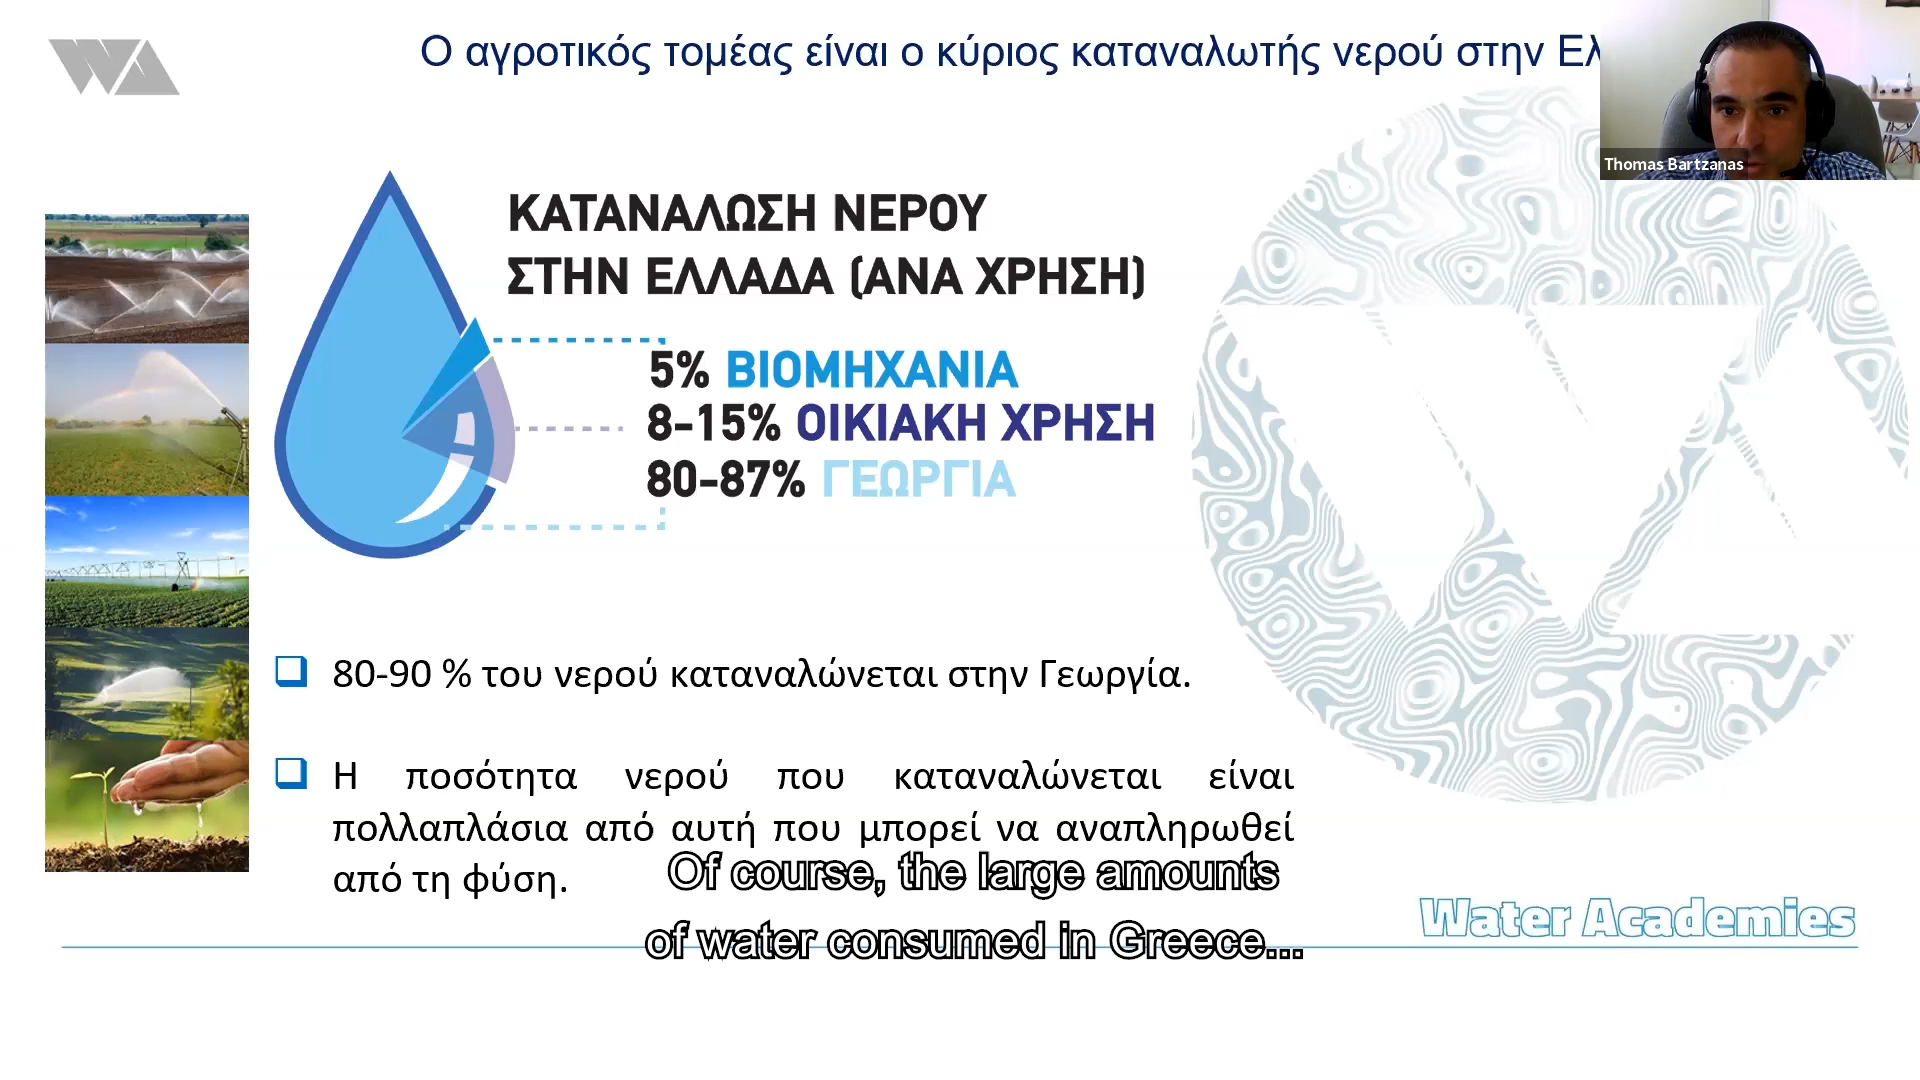 Ο αγροτικός τομέας είναι ο κύριος καταναλωτής νερού στην Ελ
Thomas Bartzanas
ΚΑΤΑΝΑΛΩΣΗ ΝΕΡΟΥ
ΣΤΗΝ ΕΛΛΑΔΑ (ΑΝΑ ΧΡΗΣΗ)
5% ΒΙΟΜΗΧΑΝΙΑ
8-15% ΟΙΚΙΑΚΗ ΧΡΗΣΗ
80-87% ΓΕΩΡΓΙΑ
80-90 % του νερού καταναλώνεται στην Γεωργία.
Η ποσότητα νερού που καταναλώνεται είναι
πολλαπλάσια από αυτή που μπορεί να αναπληρωθεί
από τη φύση.
Of course, the large amounts
of water consumed in Greece...
Water Academies